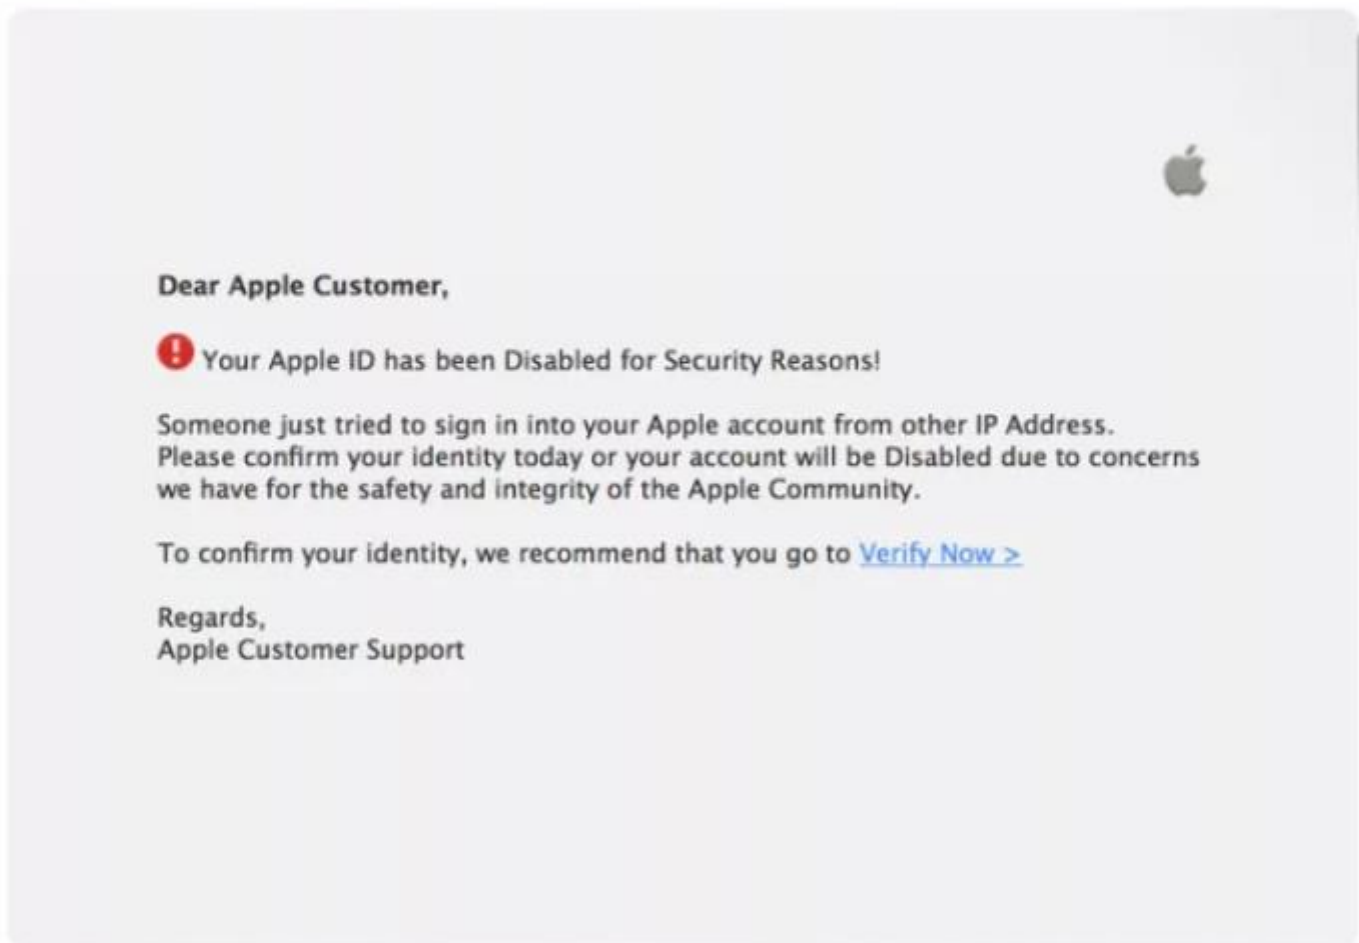 Dear Apple Customer,
Your Apple ID has been Disabled for Security Reasons!
Someone just tried to sign in into your Apple account from other IP Address.
Please confirm your identity today or your account will be Disabled due to concerns
we have for the safety and integrity of the Apple Community.
To confirm your identity, we recommend that you go to Verify Now >
Regards,
Apple Customer Support